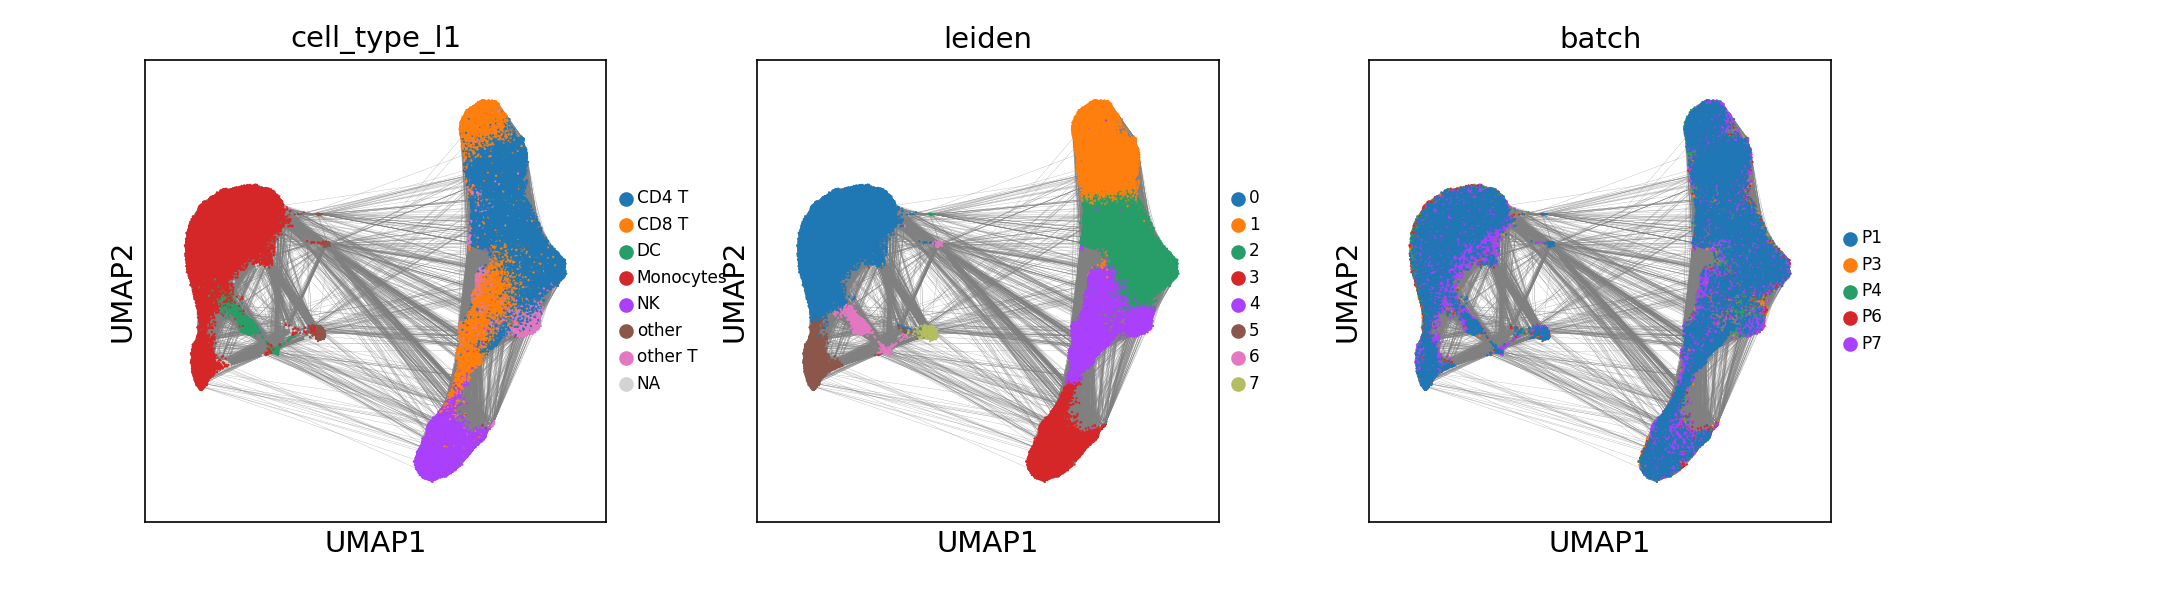 cell_type_l1
UMAP2
UMAP1
CD4 T
CD8 T
DC
Monocytes
NK
other
other T
NA
leiden
UMAP2
UMAP1
0
1
2
3
4
5
6
7
batch
UMAP2
UMAP1
P1
P3
P4
P6
P7